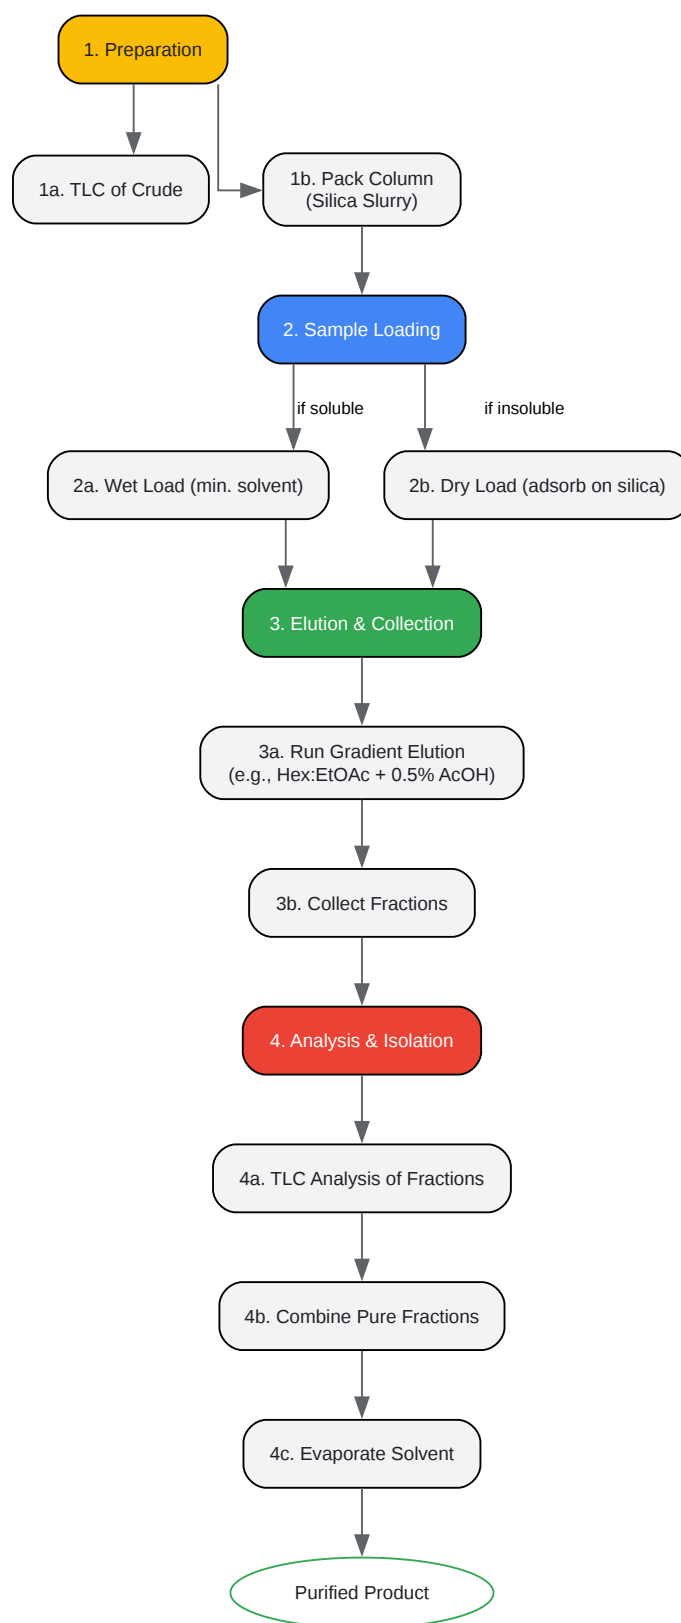 1. Preparation
1a. TLC of Crude
1b. Pack Column
(Silica Slurry)
2. Sample Loading
if soluble
if insoluble
2a. Wet Load (min. solvent)
2b. Dry Load (adsorb on silica)
3. Elution & Collection
3a. Run Gradient Elution
(e.g., Hex:EtOAc + 0.5% AcOH)
3b. Collect Fractions
4. Analysis & Isolation
4a. TLC Analysis of Fractions
4b. Combine Pure Fractions
4c. Evaporate Solvent
Purified Product